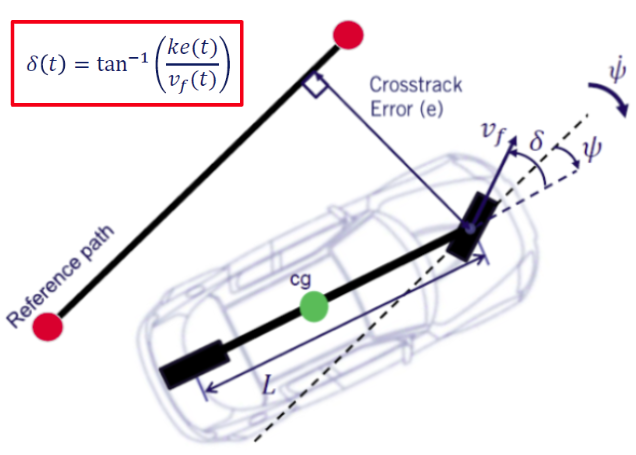 δ(t) = tan⁻¹(ke(t)/v_f(t))
Crosstrack
Error (e)
ψ̇
v_f
δ
ψ
Reference path
cg
L